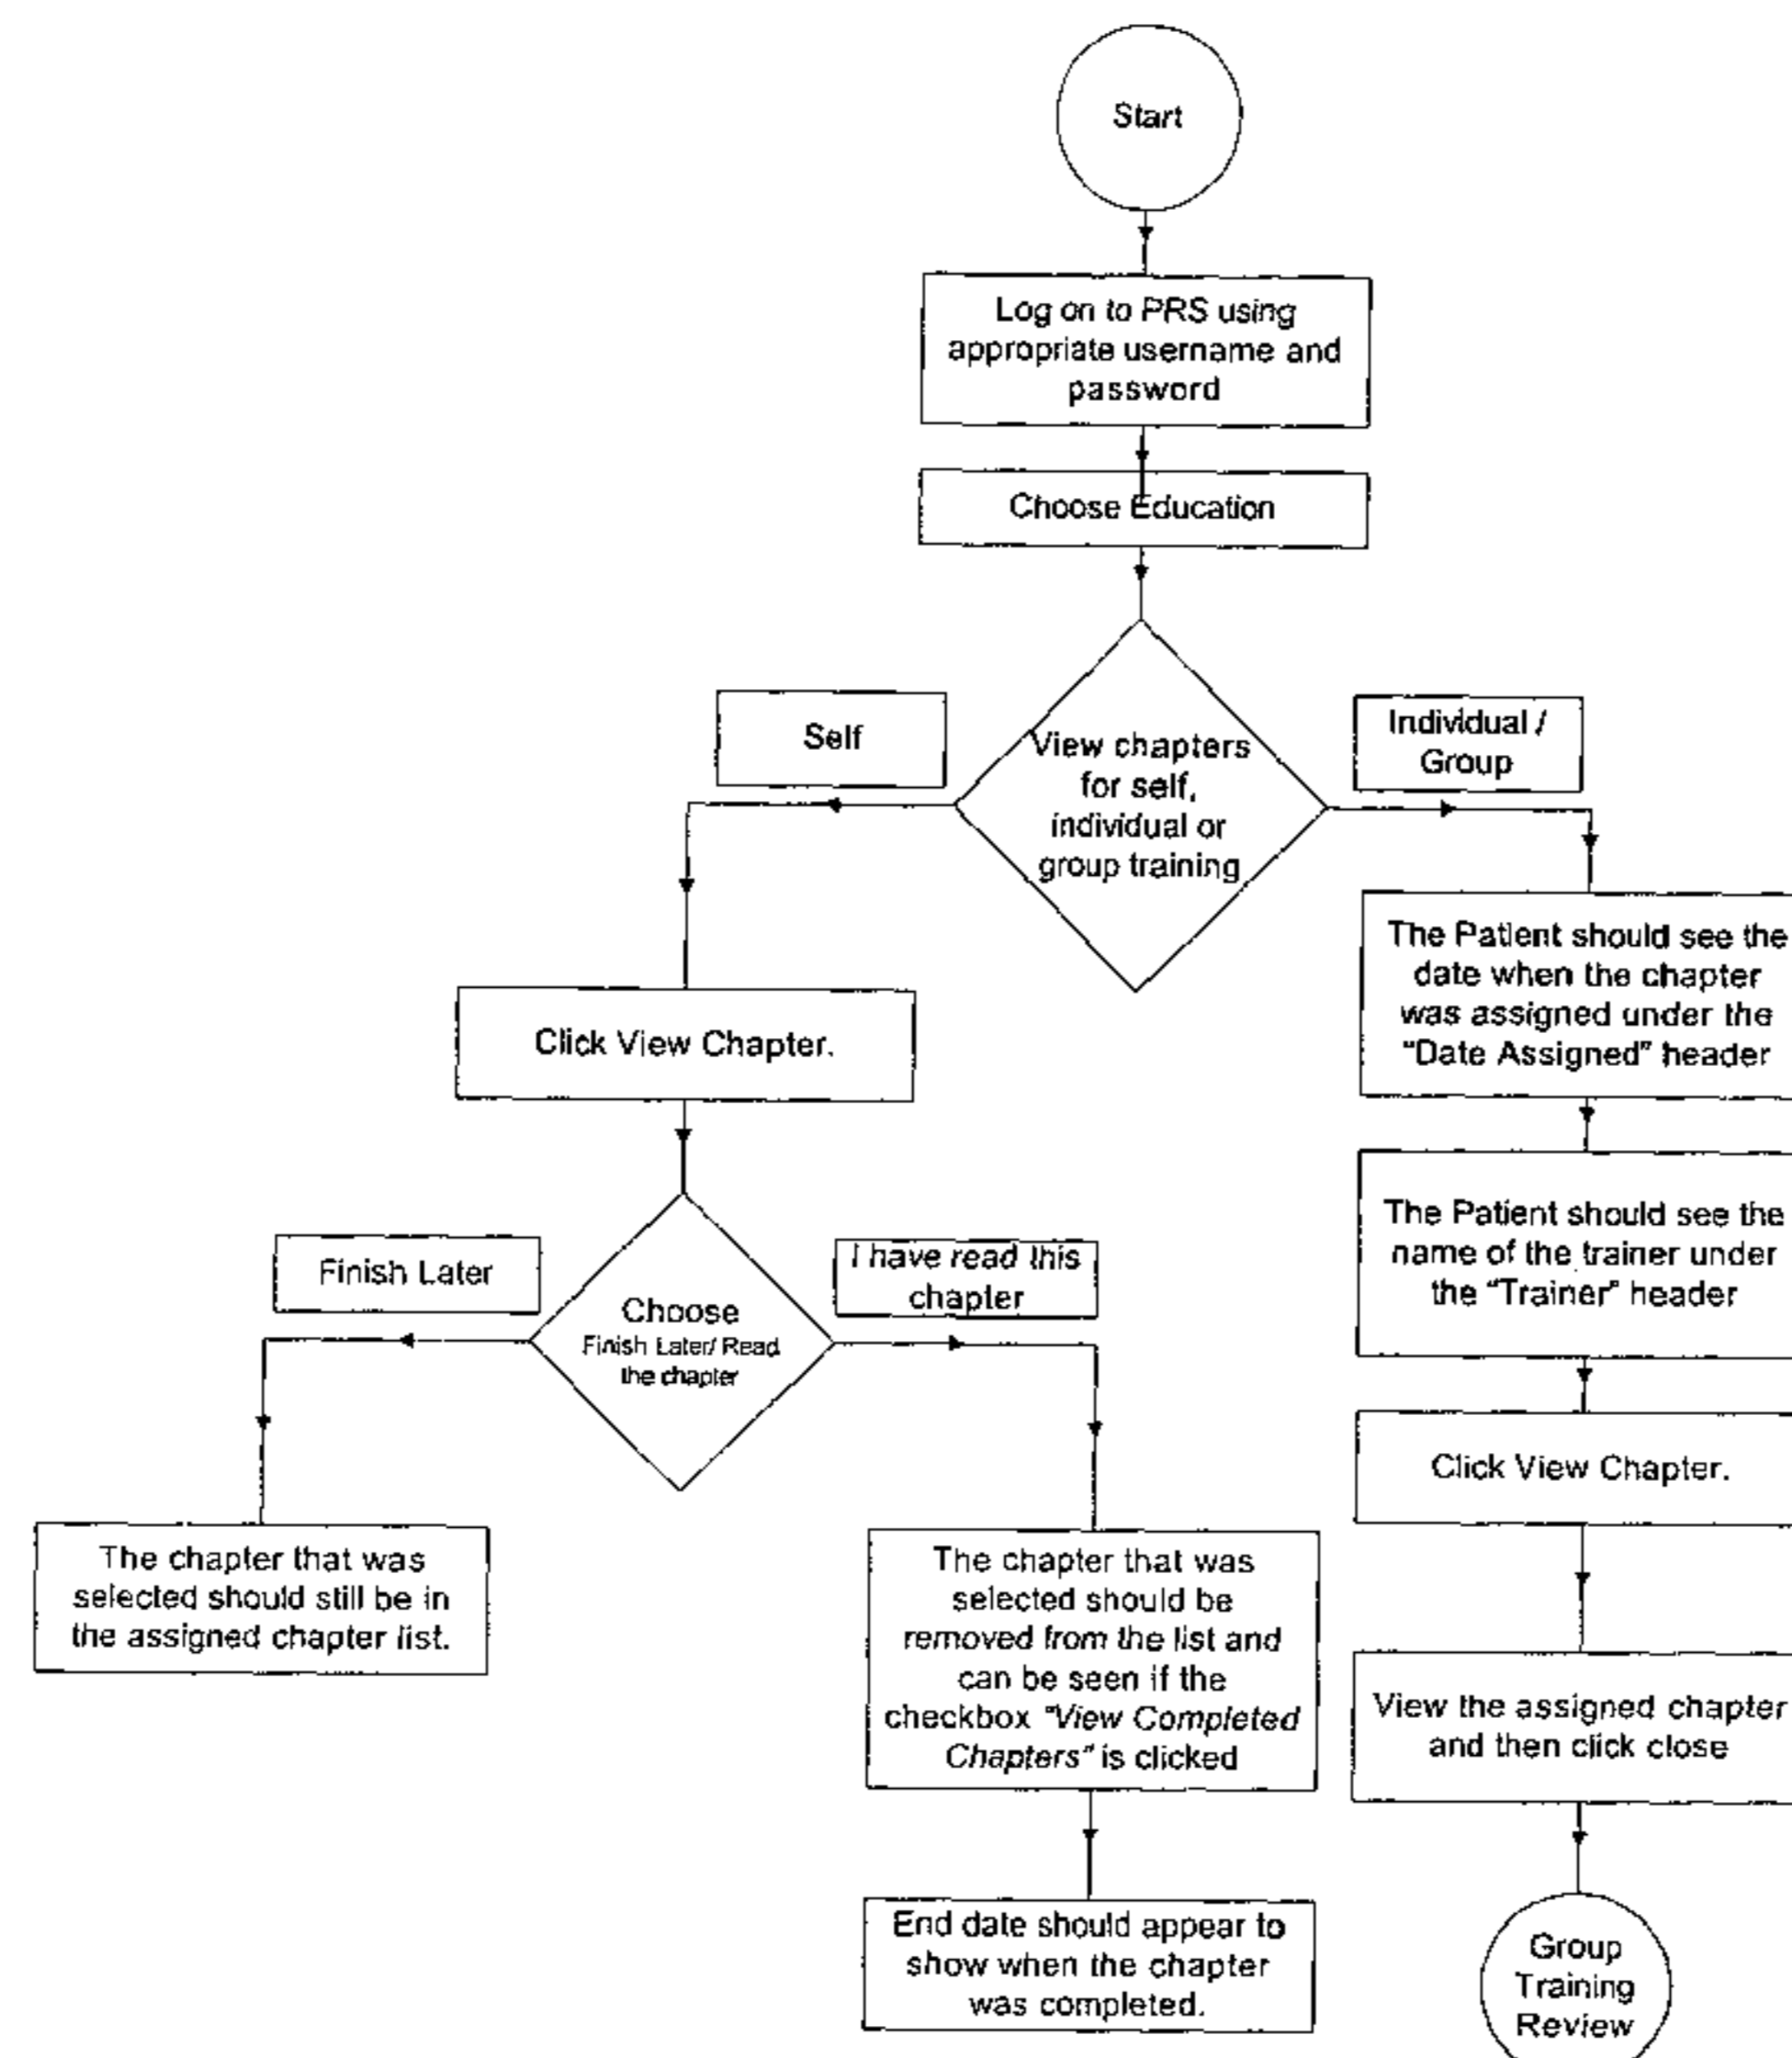 Start
Log on to PRS using
appropriate username and
password
Choose Education
Self
View chapters
for self,
individual or
group training
Individual /
Group
The Patient should see the
date when the chapter
was assigned under the
"Date Assigned" header
Click View Chapter.
The Patient should see the
name of the trainer under
the "Trainer" header
Finish Later
Choose
Finish Later/ Read
the chapter
I have read this
chapter
Click View Chapter.
The chapter that was
selected should still be in
the assigned chapter list.
The chapter that was
selected should be
removed from the list and
can be seen if the
checkbox "View Completed
Chapters" is clicked
View the assigned chapter
and then click close
End date should appear to
show when the chapter
was completed.
Group
Training
Review